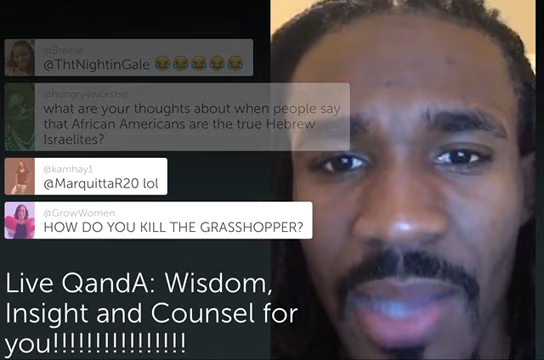 @Breese
@ThtNightinGale 😂😂😂😂😂
@hungry4worship
what are your thoughts about when people say
that African Americans are the true Hebrew
Israelites?
@kamhay1
@MarquittaR20 lol
@GrowWomen
HOW DO YOU KILL THE GRASSHOPPER?
Live QandA: Wisdom,
Insight and Counsel for
you!!!!!!!!!!!!!!!!